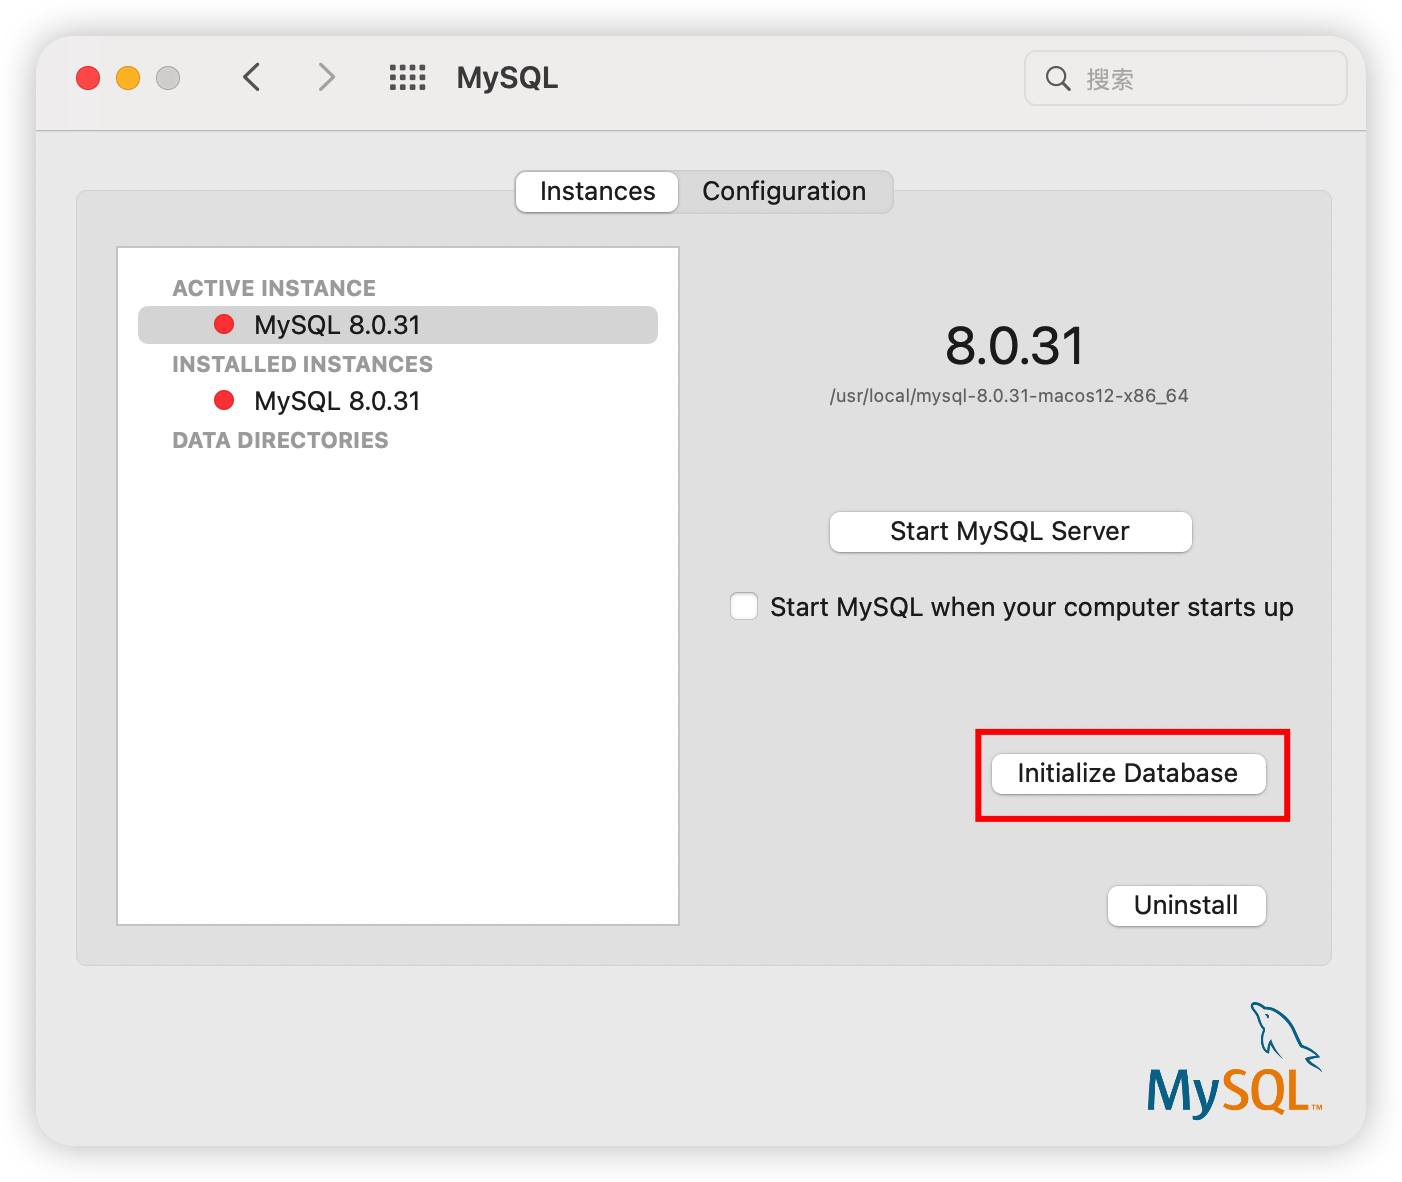 MySQL
搜索
Instances
Configuration
ACTIVE INSTANCE
MySQL 8.0.31
INSTALLED INSTANCES
MySQL 8.0.31
DATA DIRECTORIES
8.0.31
/usr/local/mysql-8.0.31-macos12-x86_64
Start MySQL Server
Start MySQL when your computer starts up
Initialize Database
Uninstall
MySQL™